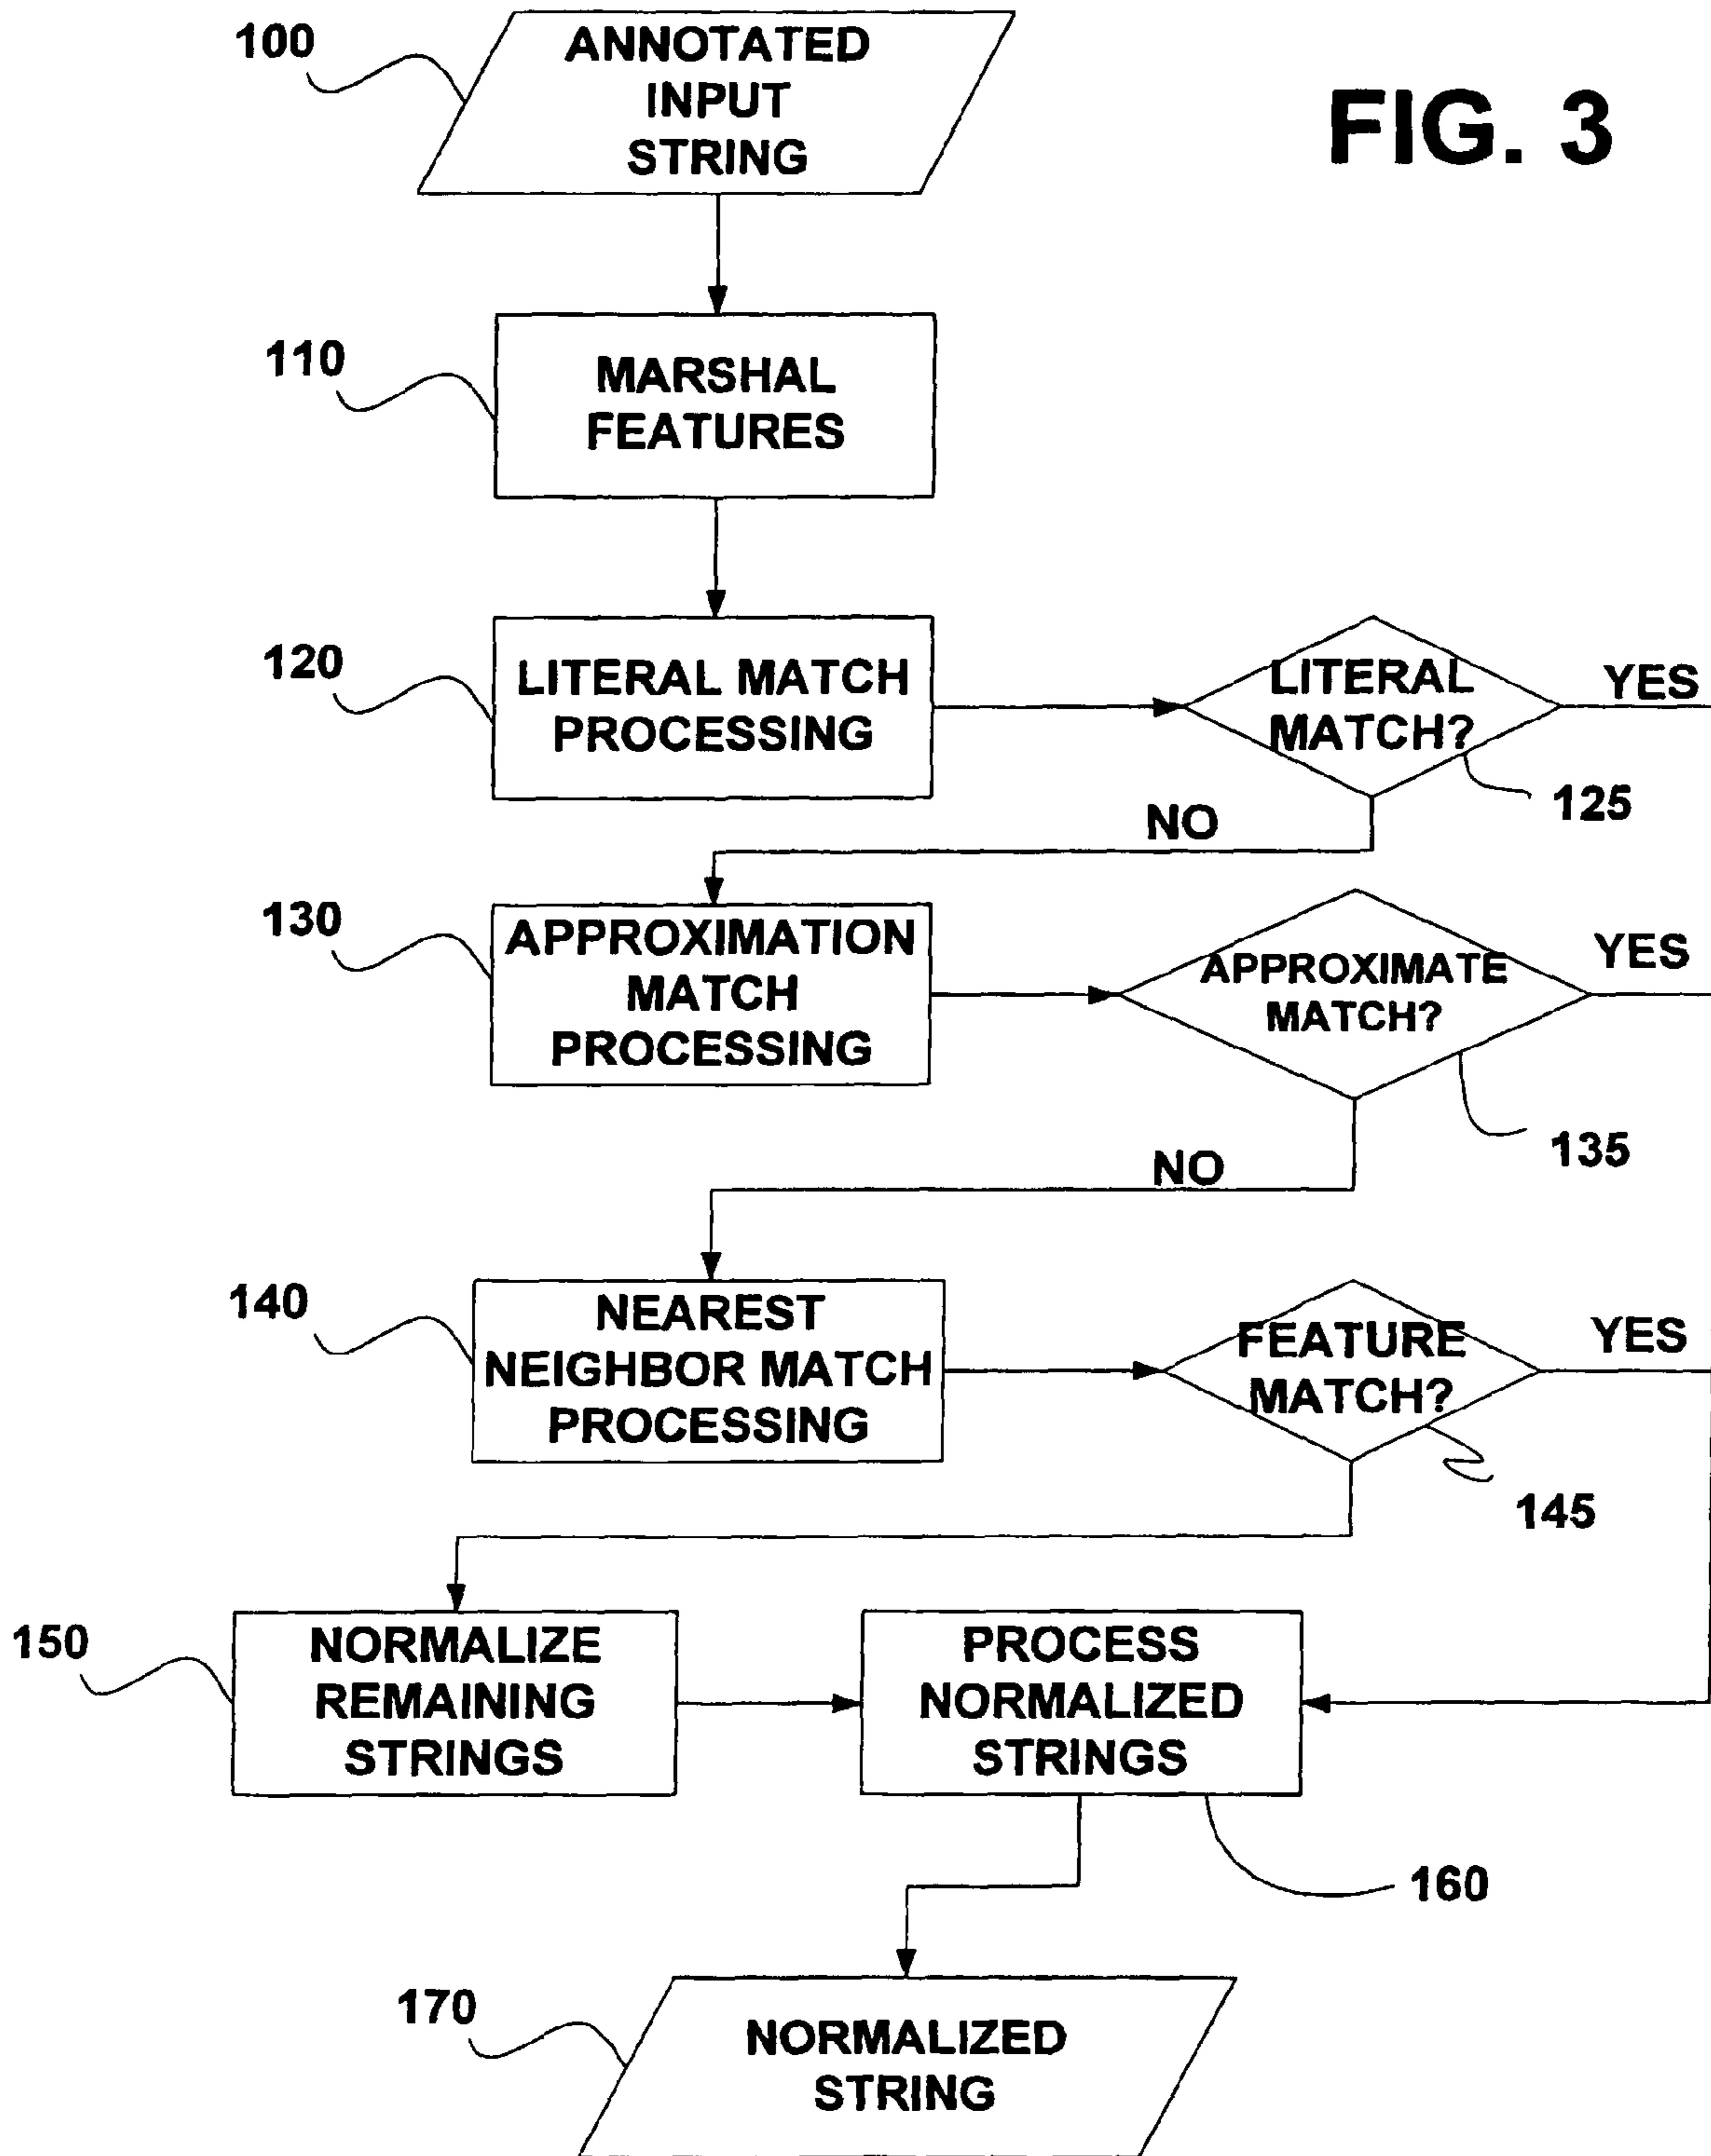 100
ANNOTATED
INPUT
STRING
FIG. 3
110
MARSHAL
FEATURES
120
LITERAL MATCH
PROCESSING
LITERAL
MATCH?
YES
125
NO
130
APPROXIMATION
MATCH
PROCESSING
APPROXIMATE
MATCH?
YES
135
NO
140
NEAREST
NEIGHBOR MATCH
PROCESSING
FEATURE
MATCH?
YES
145
150
NORMALIZE
REMAINING
STRINGS
PROCESS
NORMALIZED
STRINGS
160
170
NORMALIZED
STRING